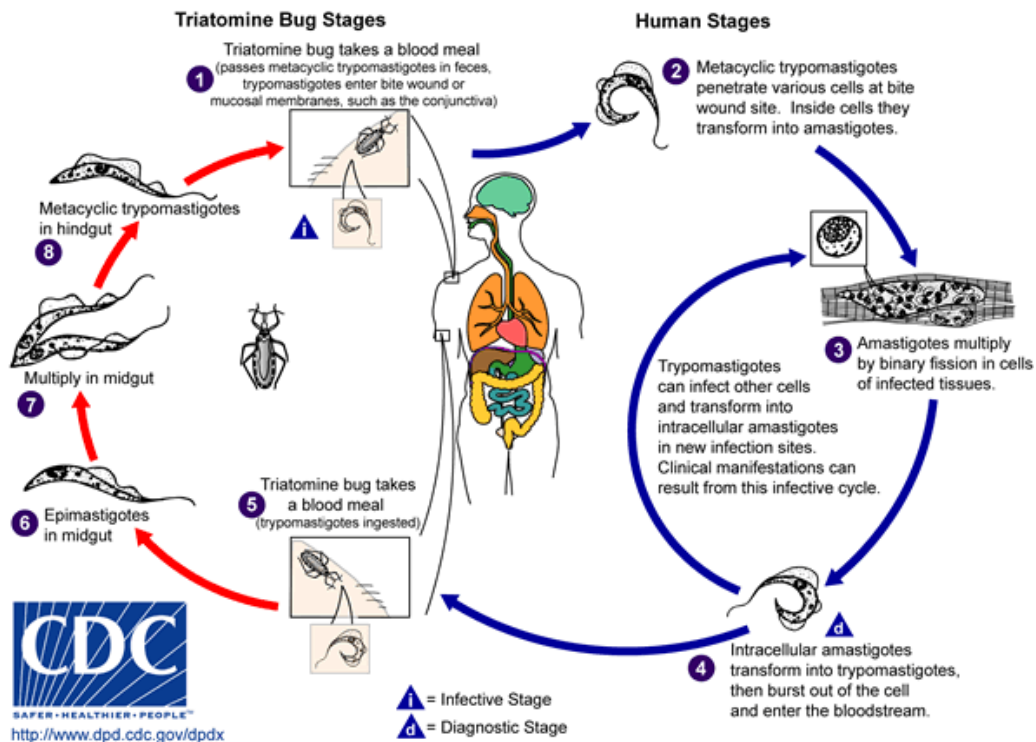 Triatomine Bug Stages
Human Stages
1
Triatomine bug takes a blood meal
(passes metacyclic trypomastigotes in feces,
trypomastigotes enter bite wound or
mucosal membranes, such as the conjunctiva)
i
2
Metacyclic trypomastigotes
penetrate various cells at bite
wound site. Inside cells they
transform into amastigotes.
3
Amastigotes multiply
by binary fission in cells
of infected tissues.
Trypomastigotes
can infect other cells
and transform into
intracellular amastigotes
in new infection sites.
Clinical manifestations can
result from this infective cycle.
d
4
Intracellular amastigotes
transform into trypomastigotes,
then burst out of the cell
and enter the bloodstream.
5
Triatomine bug takes
a blood meal
(trypomastigotes ingested)
6
Epimastigotes
in midgut
Multiply in midgut
7
Metacyclic trypomastigotes
in hindgut
8
i = Infective Stage
d = Diagnostic Stage
CDC
SAFER·HEALTHIER·PEOPLE™
http://www.dpd.cdc.gov/dpdx